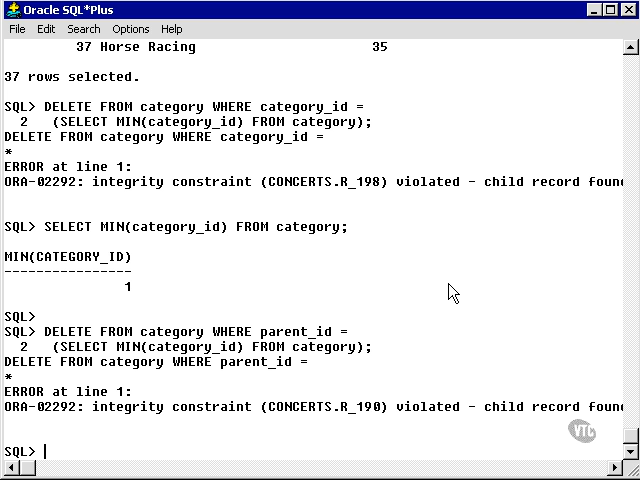 Oracle SQL*Plus
File Edit Search Options Help
37 Horse Racing 35
37 rows selected.
SQL> DELETE FROM category WHERE category_id =
2 (SELECT MIN(category_id) FROM category);
DELETE FROM category WHERE category_id =
*
ERROR at line 1:
ORA-02292: integrity constraint (CONCERTS.R_198) violated - child record found
SQL> SELECT MIN(category_id) FROM category;
MIN(CATEGORY_ID)
----------------
1
SQL>
SQL> DELETE FROM category WHERE parent_id =
2 (SELECT MIN(category_id) FROM category);
DELETE FROM category WHERE parent_id =
*
ERROR at line 1:
ORA-02292: integrity constraint (CONCERTS.R_190) violated - child record found
VTC
SQL>